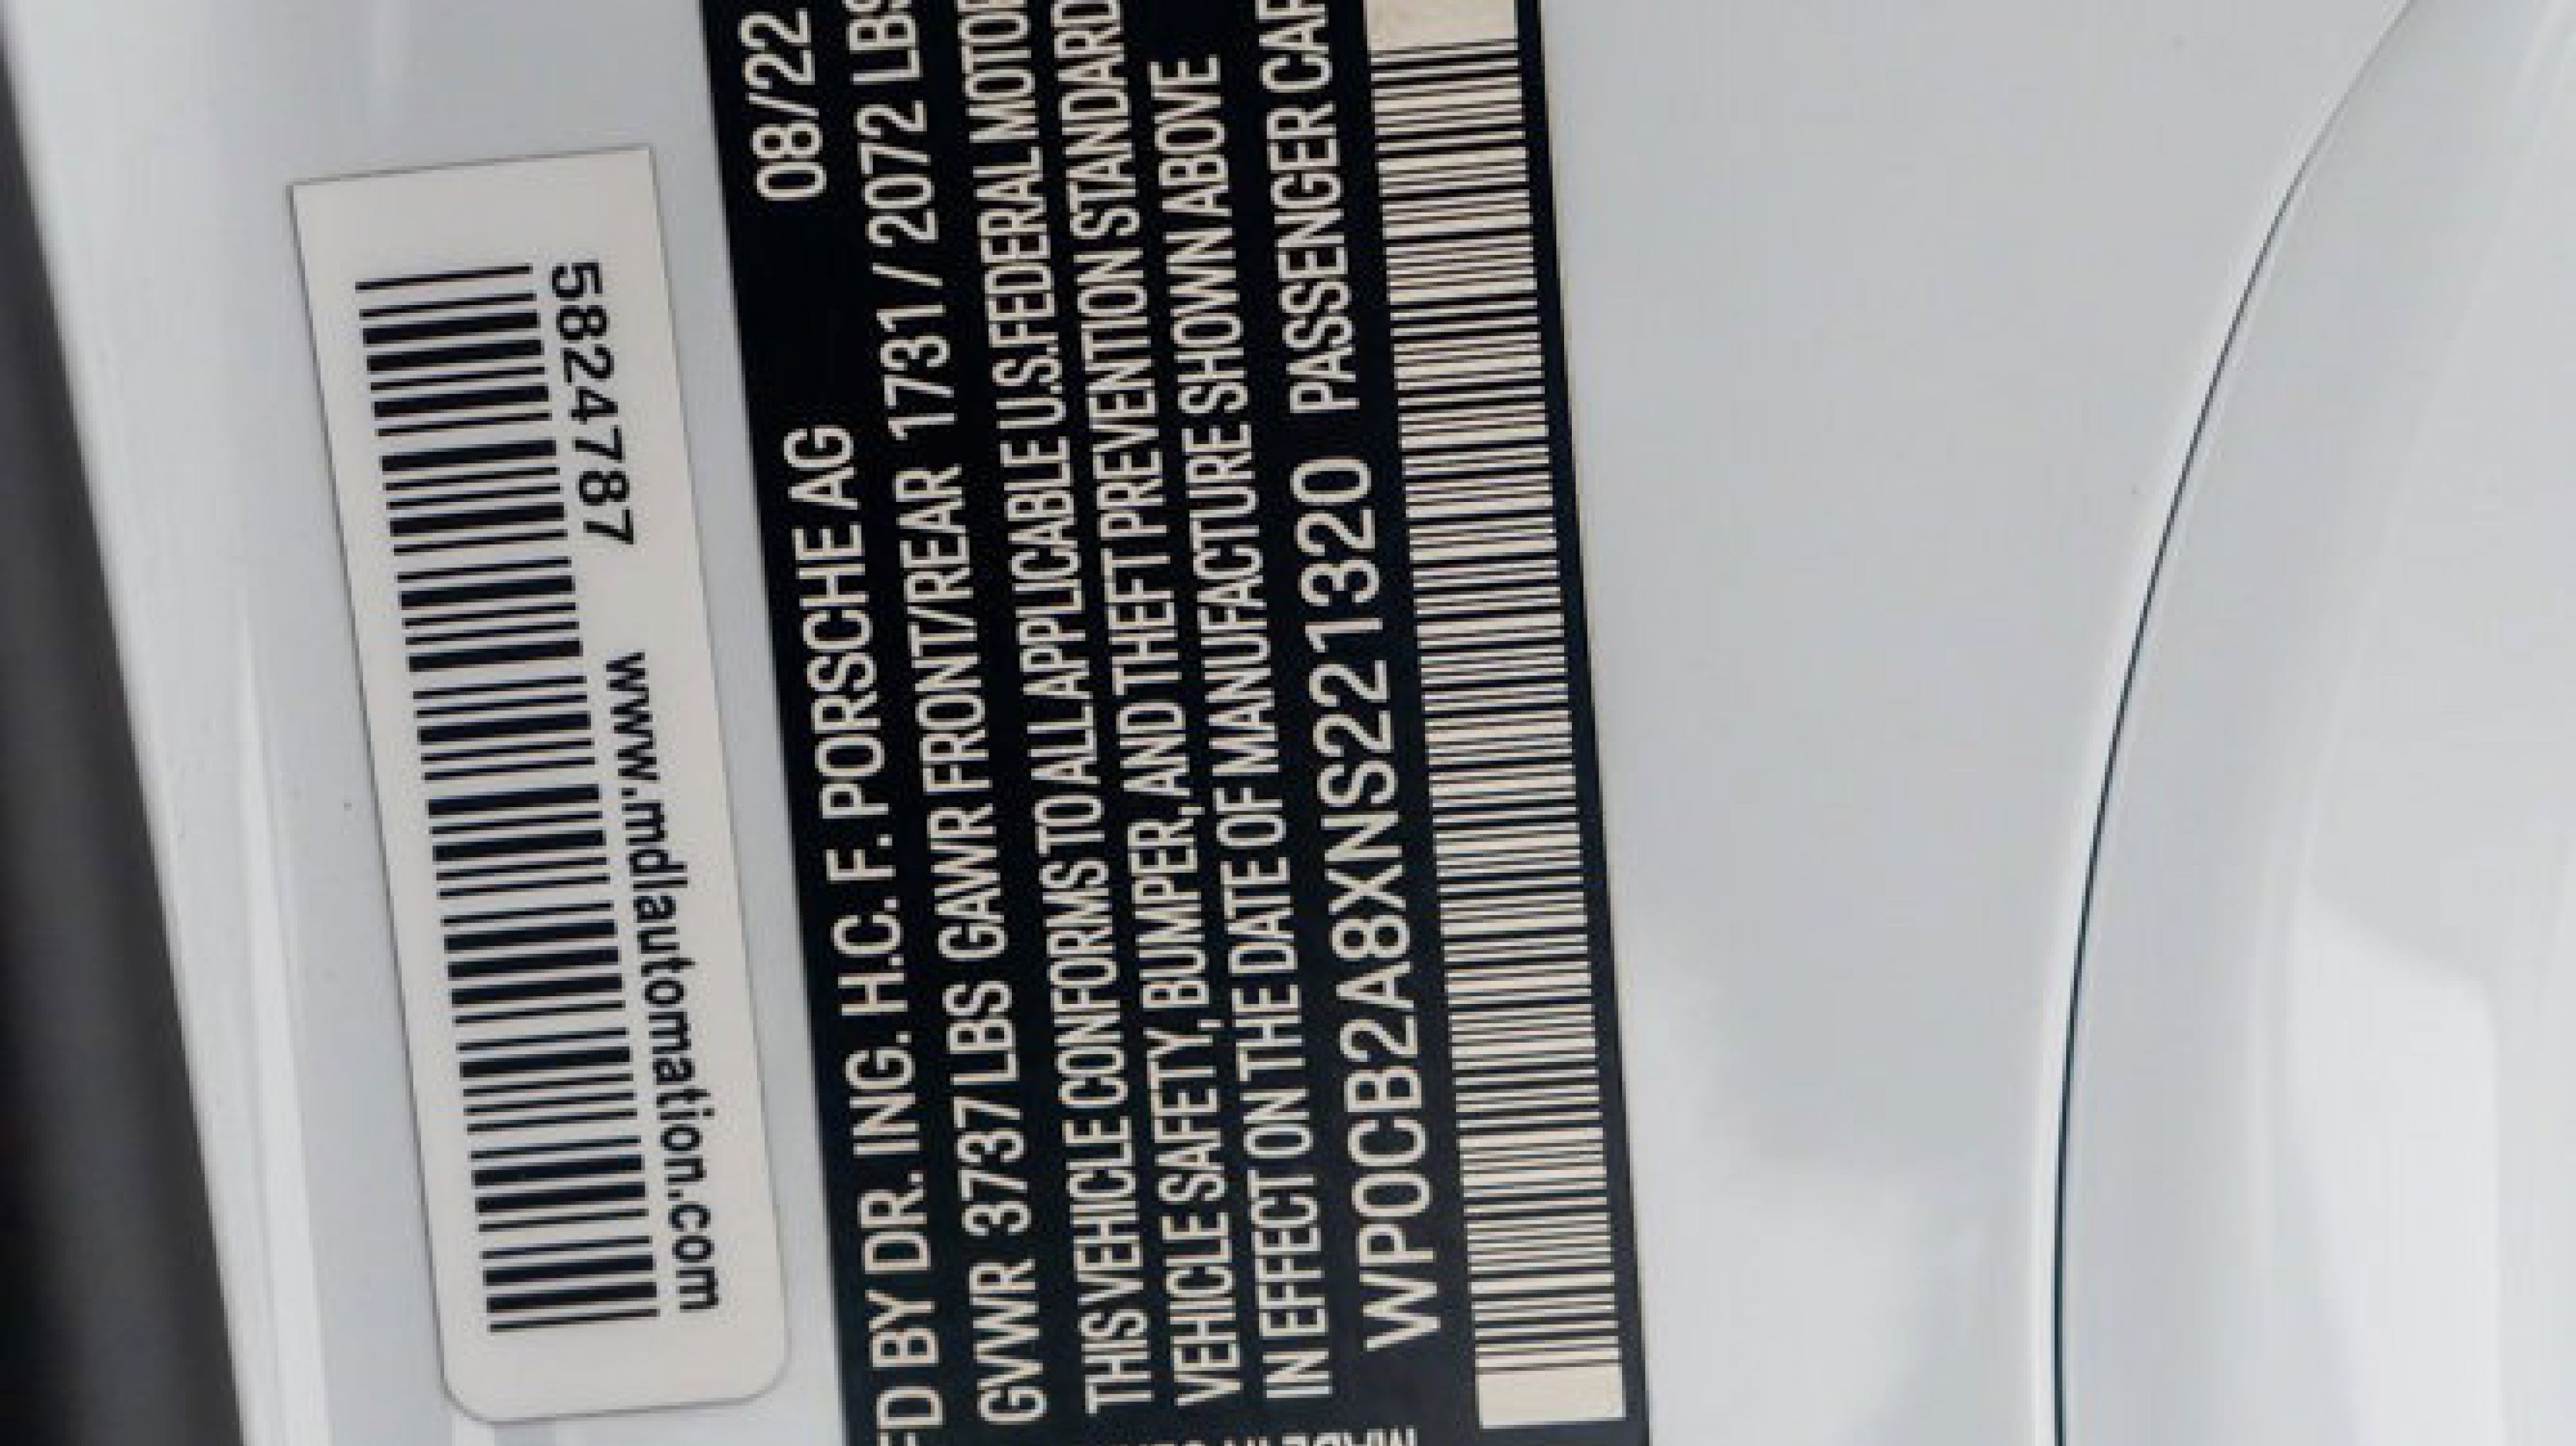 5824787 www.mdlautomation.com
FD BY DR. ING. H.C. F. PORSCHE AG 08/22
GVWR 3737 LBS GAWR FRONT/REAR 1731 / 2072 LBS
THIS VEHICLE CONFORMS TO ALL APPLICABLE U.S. FEDERAL MOTOR
VEHICLE SAFETY, BUMPER, AND THEFT PREVENTION STANDARD
IN EFFECT ON THE DATE OF MANUFACTURE SHOWN ABOVE
WP0CB2A8XNS221320 PASSENGER CAR